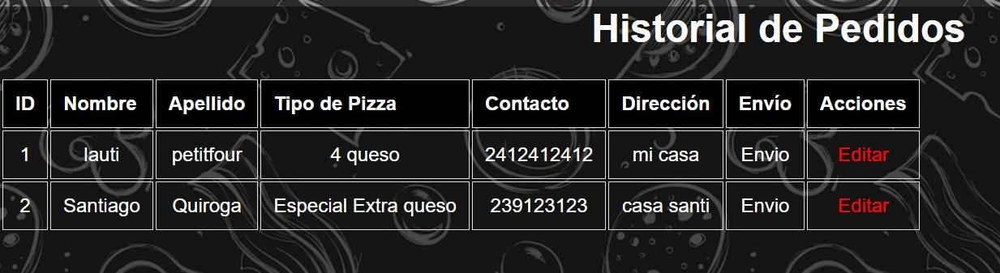 Historial de Pedidos
ID Nombre Apellido Tipo de Pizza Contacto Dirección Envío Acciones
1 lauti petitfour 4 queso 2412412412 mi casa Envio Editar
2 Santiago Quiroga Especial Extra queso 239123123 casa santi Envio Editar